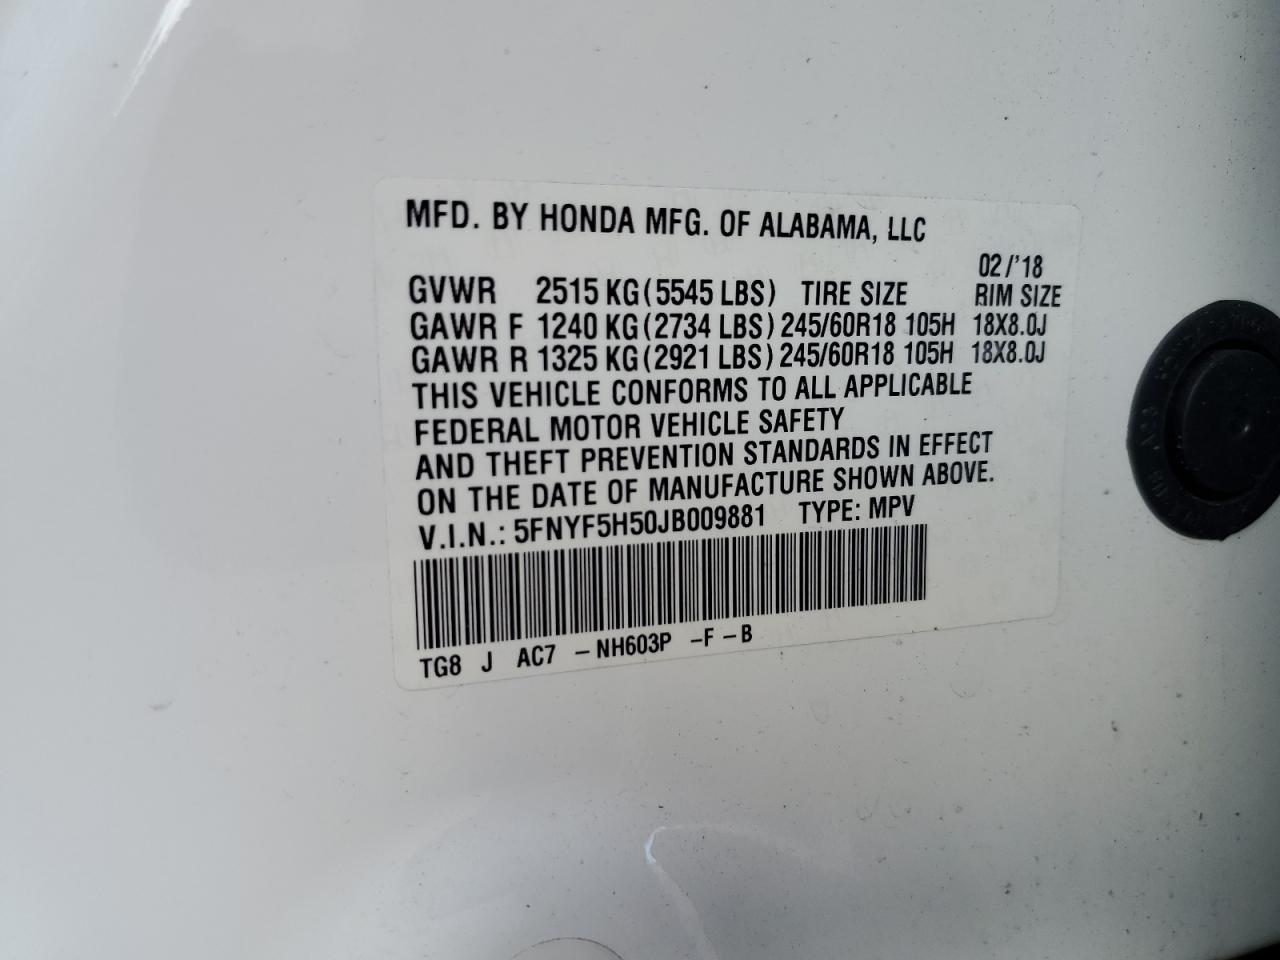 MFD. BY HONDA MFG. OF ALABAMA, LLC
02/'18
GVWR 2515 KG(5545 LBS) TIRE SIZE RIM SIZE
GAWR F 1240 KG(2734 LBS) 245/60R18 105H 18X8.0J
GAWR R 1325 KG(2921 LBS) 245/60R18 105H 18X8.0J
THIS VEHICLE CONFORMS TO ALL APPLICABLE
FEDERAL MOTOR VEHICLE SAFETY
AND THEFT PREVENTION STANDARDS IN EFFECT
ON THE DATE OF MANUFACTURE SHOWN ABOVE.
V.I.N.: 5FNYF5H50JB009881 TYPE: MPV
TG8 J AC7 -NH603P -F-B